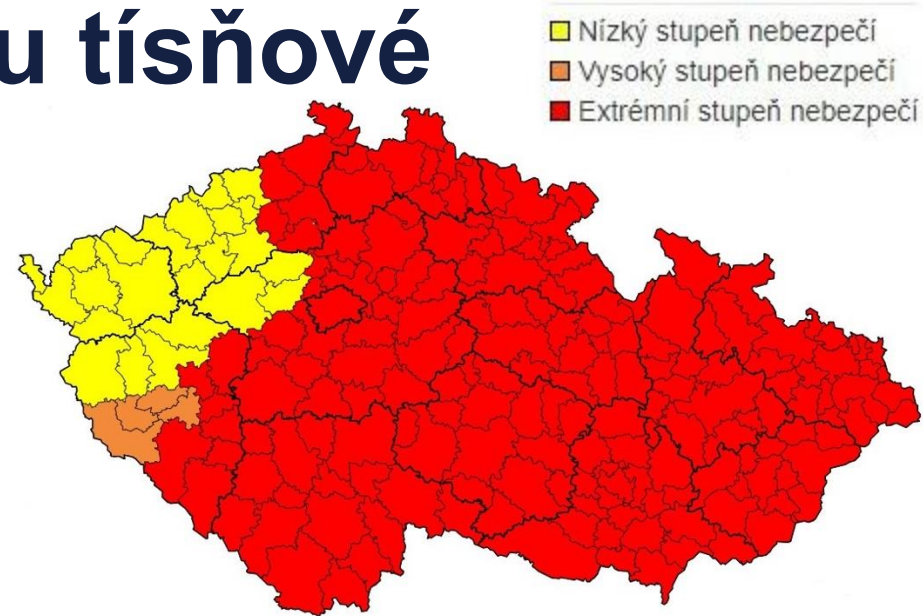 u tísňové
Nízký stupeň nebezpečí
Vysoký stupeň nebezpečí
Extrémní stupeň nebezpečí